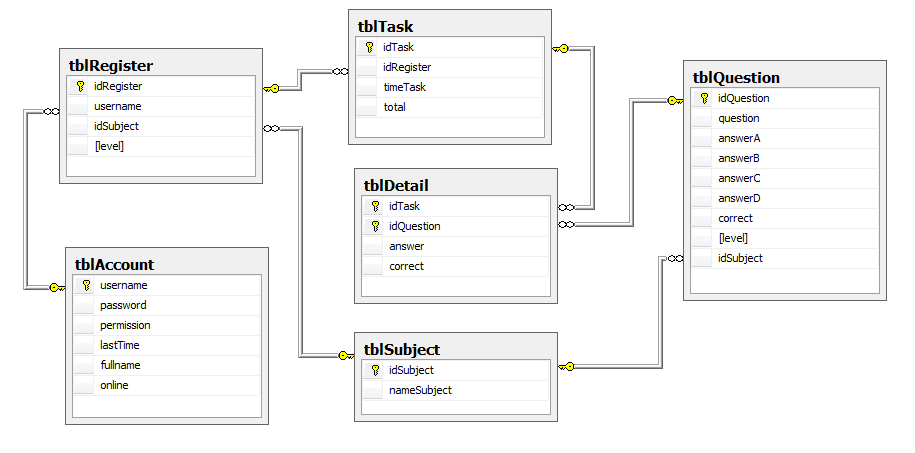 tblTask
idTask
idRegister
timeTask
total
tblRegister
idRegister
username
idSubject
[level]
tblQuestion
idQuestion
question
answerA
answerB
answerC
answerD
correct
[level]
idSubject
tblDetail
idTask
idQuestion
answer
correct
tblAccount
username
password
permission
lastTime
fullname
online
tblSubject
idSubject
nameSubject